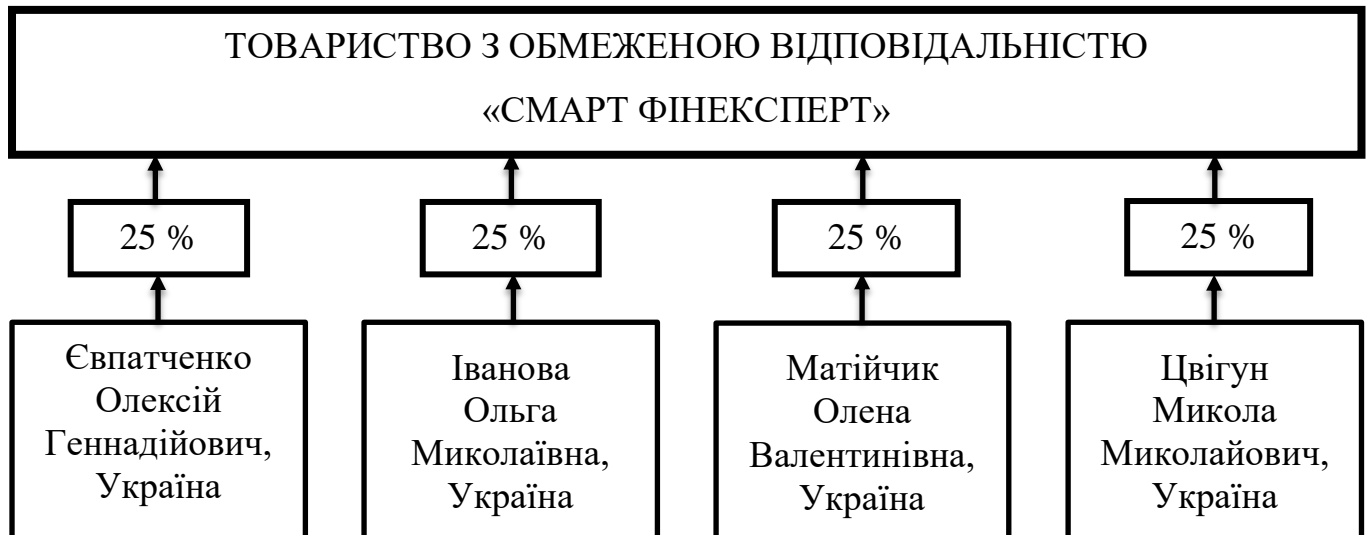 ТОВАРИСТВО З ОБМЕЖЕНОЮ ВІДПОВІДАЛЬНІСТЮ
«СМАРТ ФІНЕКСПЕРТ»
25 %
25 %
25 %
25 %
Євпатченко
Олексій
Геннадійович,
Україна
Іванова
Ольга
Миколаївна,
Україна
Матійчик
Олена
Валентинівна,
Україна
Цвігун
Микола
Миколайович,
Україна